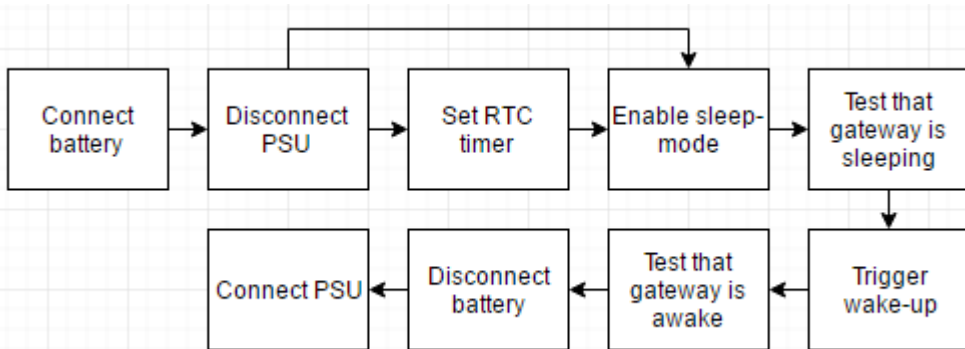 Connect
battery
Disconnect
PSU
Set RTC
timer
Enable sleep-
mode
Test that
gateway is
sleeping
Connect PSU
Disconnect
battery
Test that
gateway is
awake
Trigger
wake-up